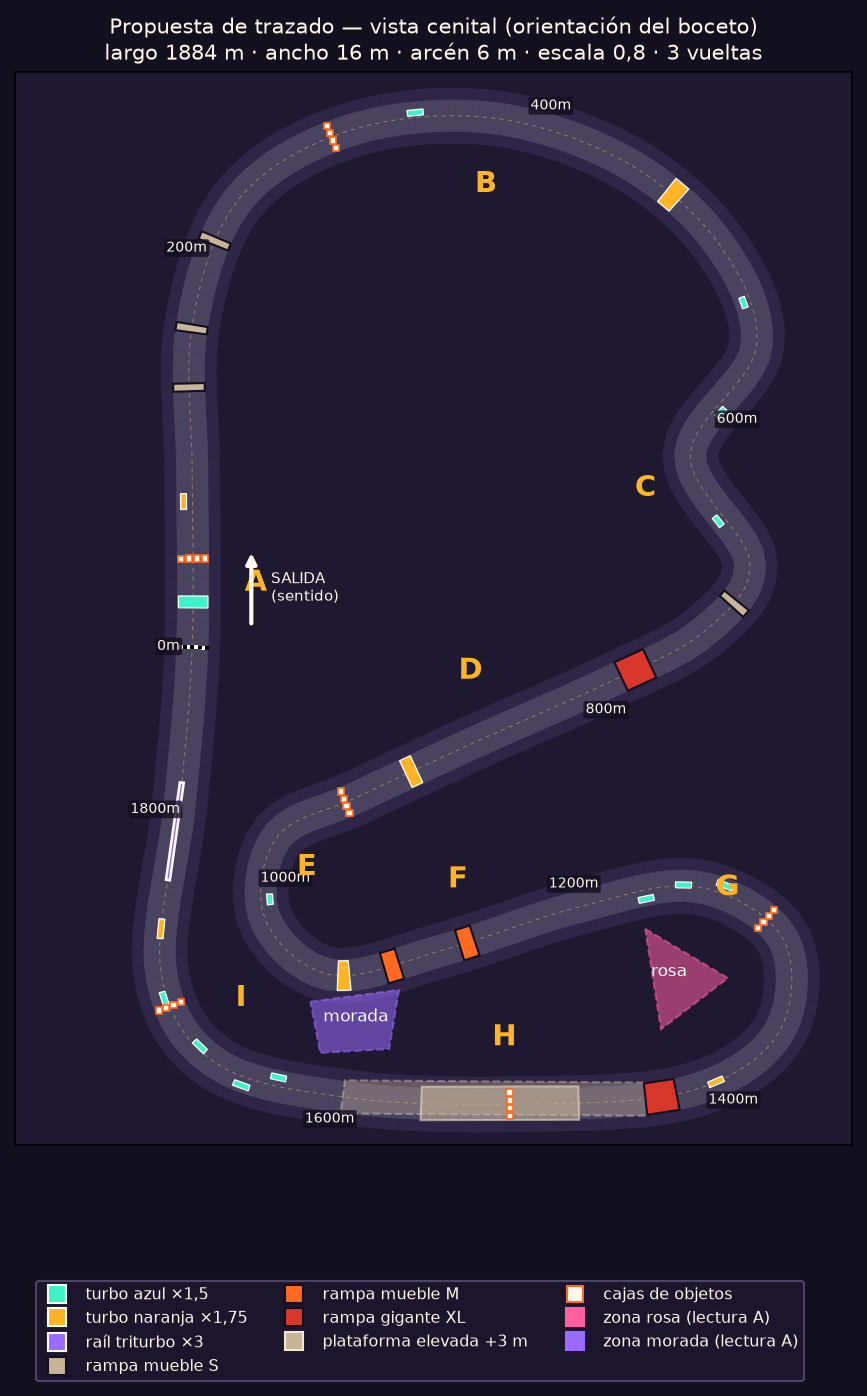 Propuesta de trazado — vista cenital (orientación del boceto)
largo 1884 m · ancho 16 m · arcén 6 m · escala 0,8 · 3 vueltas
400m
B
200m
600m
C
A
SALIDA
(sentido)
0m
D
800m
1800m
E
1000m
F
1200m
G
rosa
I
morada
H
1400m
1600m
turbo azul ×1,5
turbo naranja ×1,75
raíl triturbo ×3
rampa mueble S
rampa mueble M
rampa gigante XL
plataforma elevada +3 m
cajas de objetos
zona rosa (lectura A)
zona morada (lectura A)